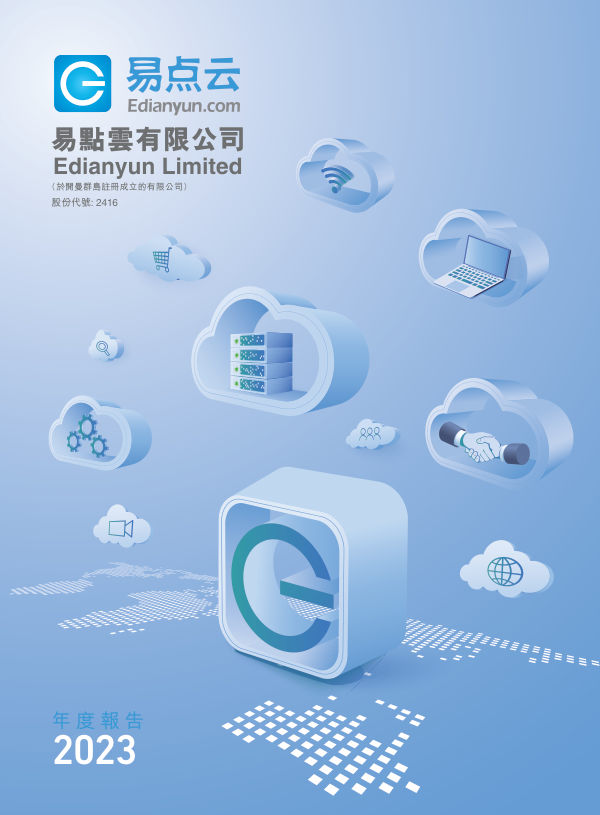 易点云
Edianyun.com
易點雲有限公司
Edianyun Limited
(於開曼群島註冊成立的有限公司)
股份代號: 2416
年度報告
2023